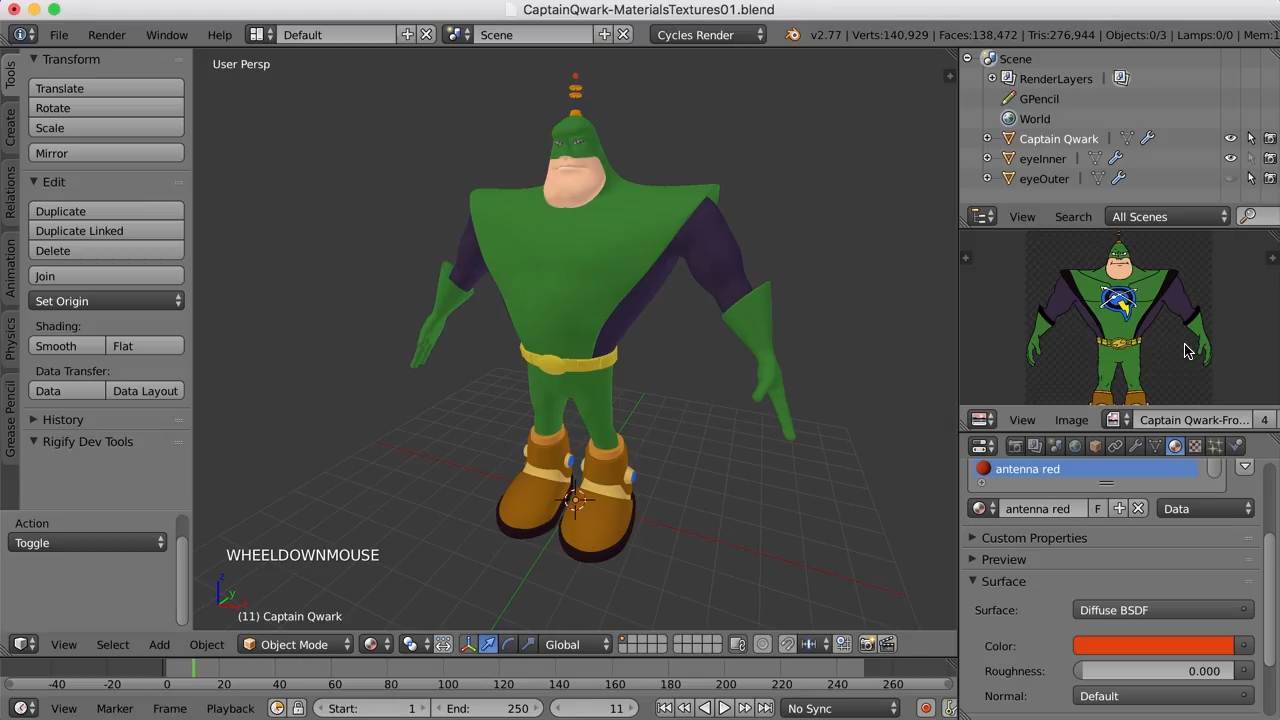 CaptainQwark-MaterialsTextures01.blend
File Render Window Help Default Scene Cycles Render v2.77 | Verts:140,929 | Faces:138,472 | Tris:276,944 | Objects:0/3 | Lamps:0/0 | Mem:1
Tools
Create
Relations
Animation
Physics
Grease Pencil
Transform
Translate
Rotate
Scale
Mirror
Edit
Duplicate
Duplicate Linked
Delete
Join
Set Origin
Shading:
Smooth Flat
Data Transfer:
Data Data Layout
History
Rigify Dev Tools
Action
Toggle
User Persp
WHEELDOWNMOUSE
z
y
(11) Captain Qwark
View Select Add Object Object Mode Global
-40 -20 0 20 40 60 80 100 120 140 160 180 200 220 240 260
View Marker Frame Playback Start: 1 End: 250 11 No Sync
Scene
RenderLayers
GPencil
World
Captain Qwark
eyeInner
eyeOuter
View Search All Scenes
View Image Captain Qwark-Fro... 4
antenna red
antenna red F Data
Custom Properties
Preview
Surface
Surface: Diffuse BSDF
Color:
Roughness: 0.000
Normal: Default